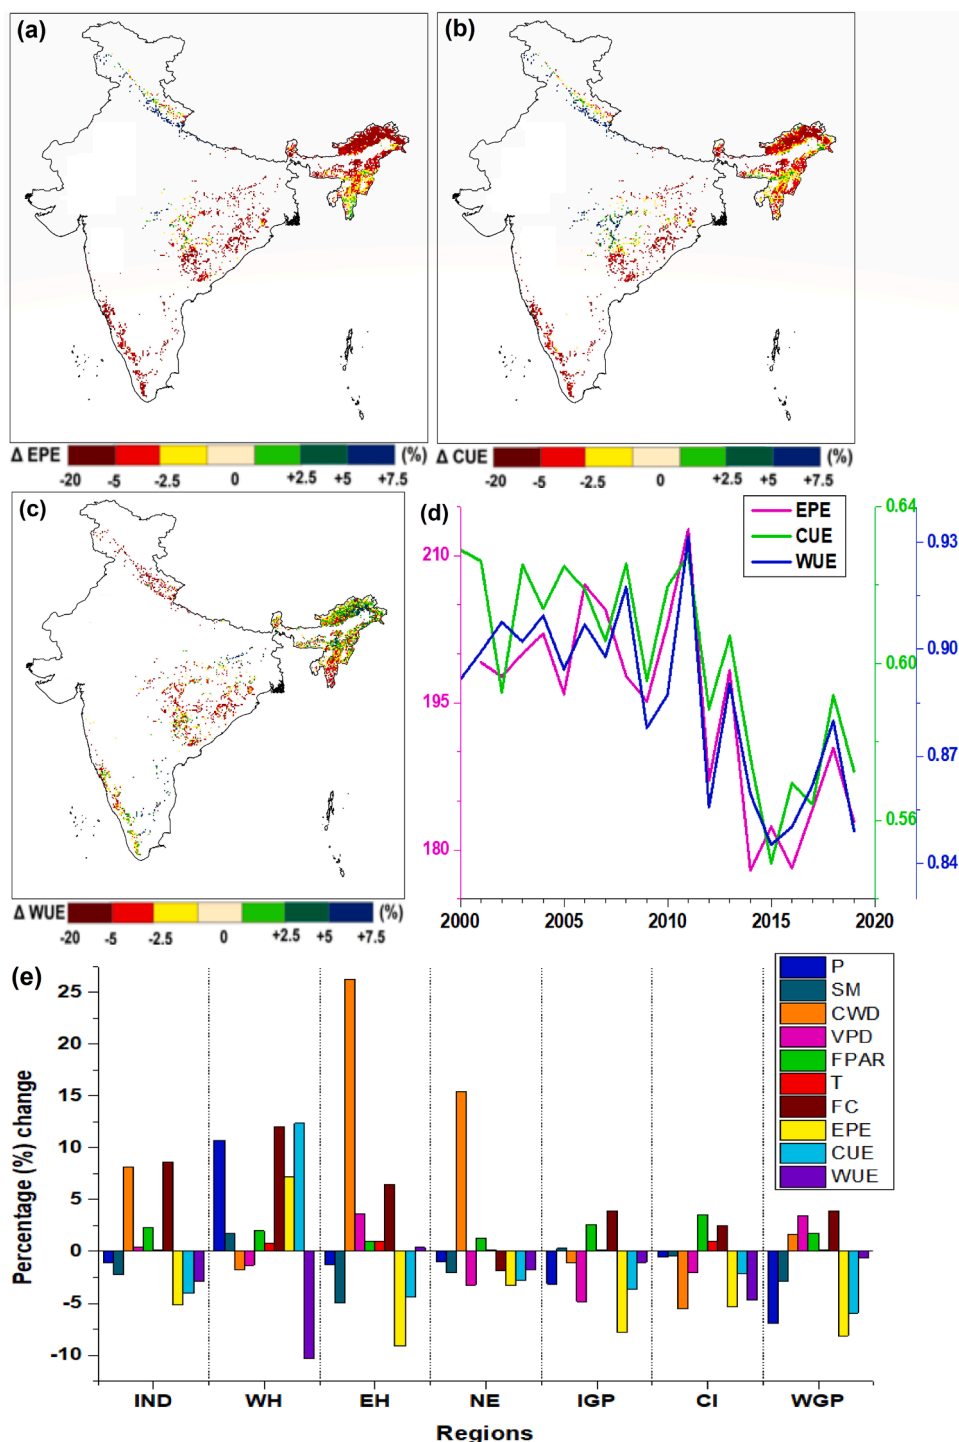 (a)
(b)
Δ EPE
(%)
-20 -5 -2.5 0 +2.5 +5 +7.5
Δ CUE
(%)
-20 -5 -2.5 0 +2.5 +5 +7.5
(c)
Δ WUE
(%)
-20 -5 -2.5 0 +2.5 +5 +7.5
(d)
EPE
CUE
WUE
210
195
180
0.64
0.60
0.56
0.93
0.90
0.87
0.84
2000 2005 2010 2015 2020
(e)
P
SM
CWD
VPD
FPAR
T
FC
EPE
CUE
WUE
Percentage (%) change
25
20
15
10
5
0
-5
-10
IND WH EH NE IGP CI WGP
Regions